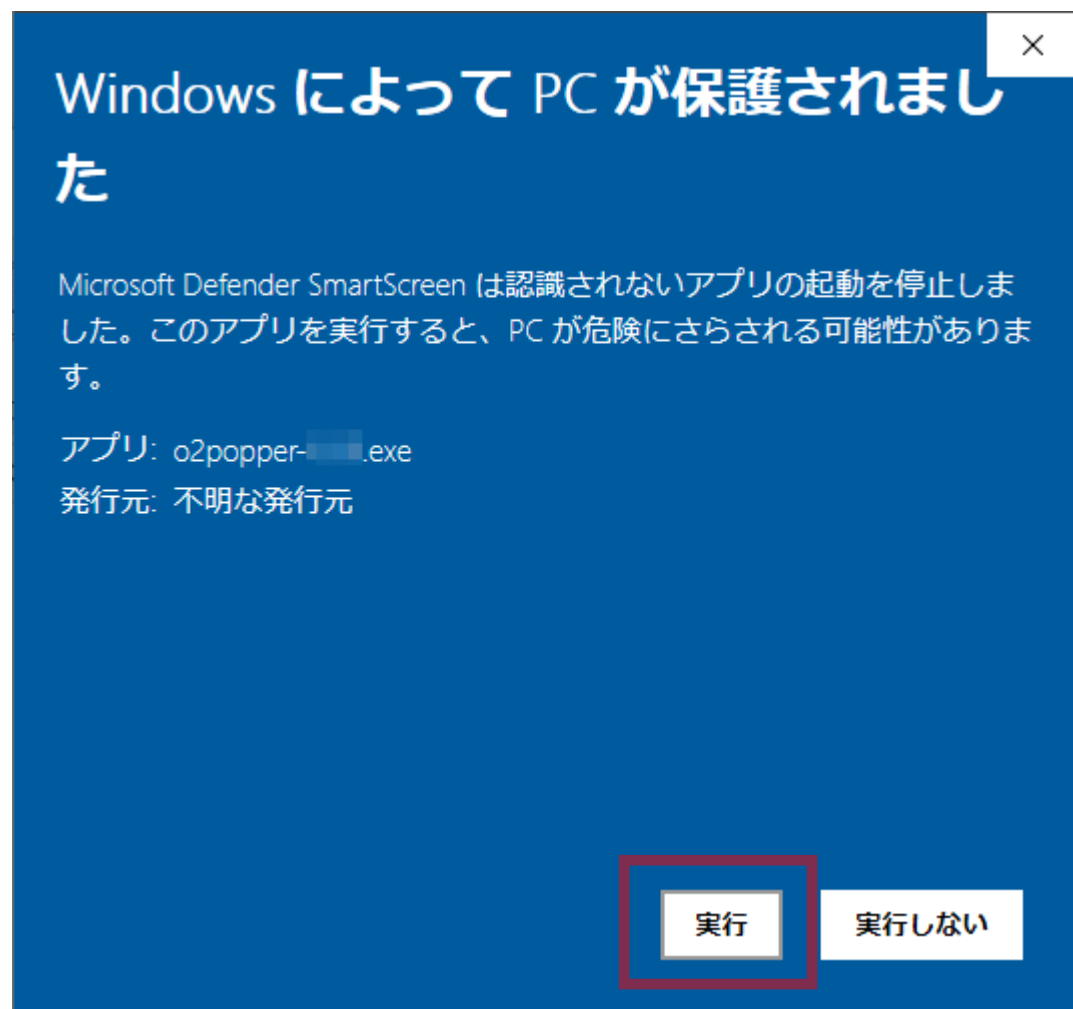 Windows によって PC が保護されまし
た
Microsoft Defender SmartScreen は認識されないアプリの起動を停止しま
した。このアプリを実行すると、PC が危険にさらされる可能性がありま
す。
アプリ: o2popper- .exe
発行元: 不明な発行元
実行 実行しない